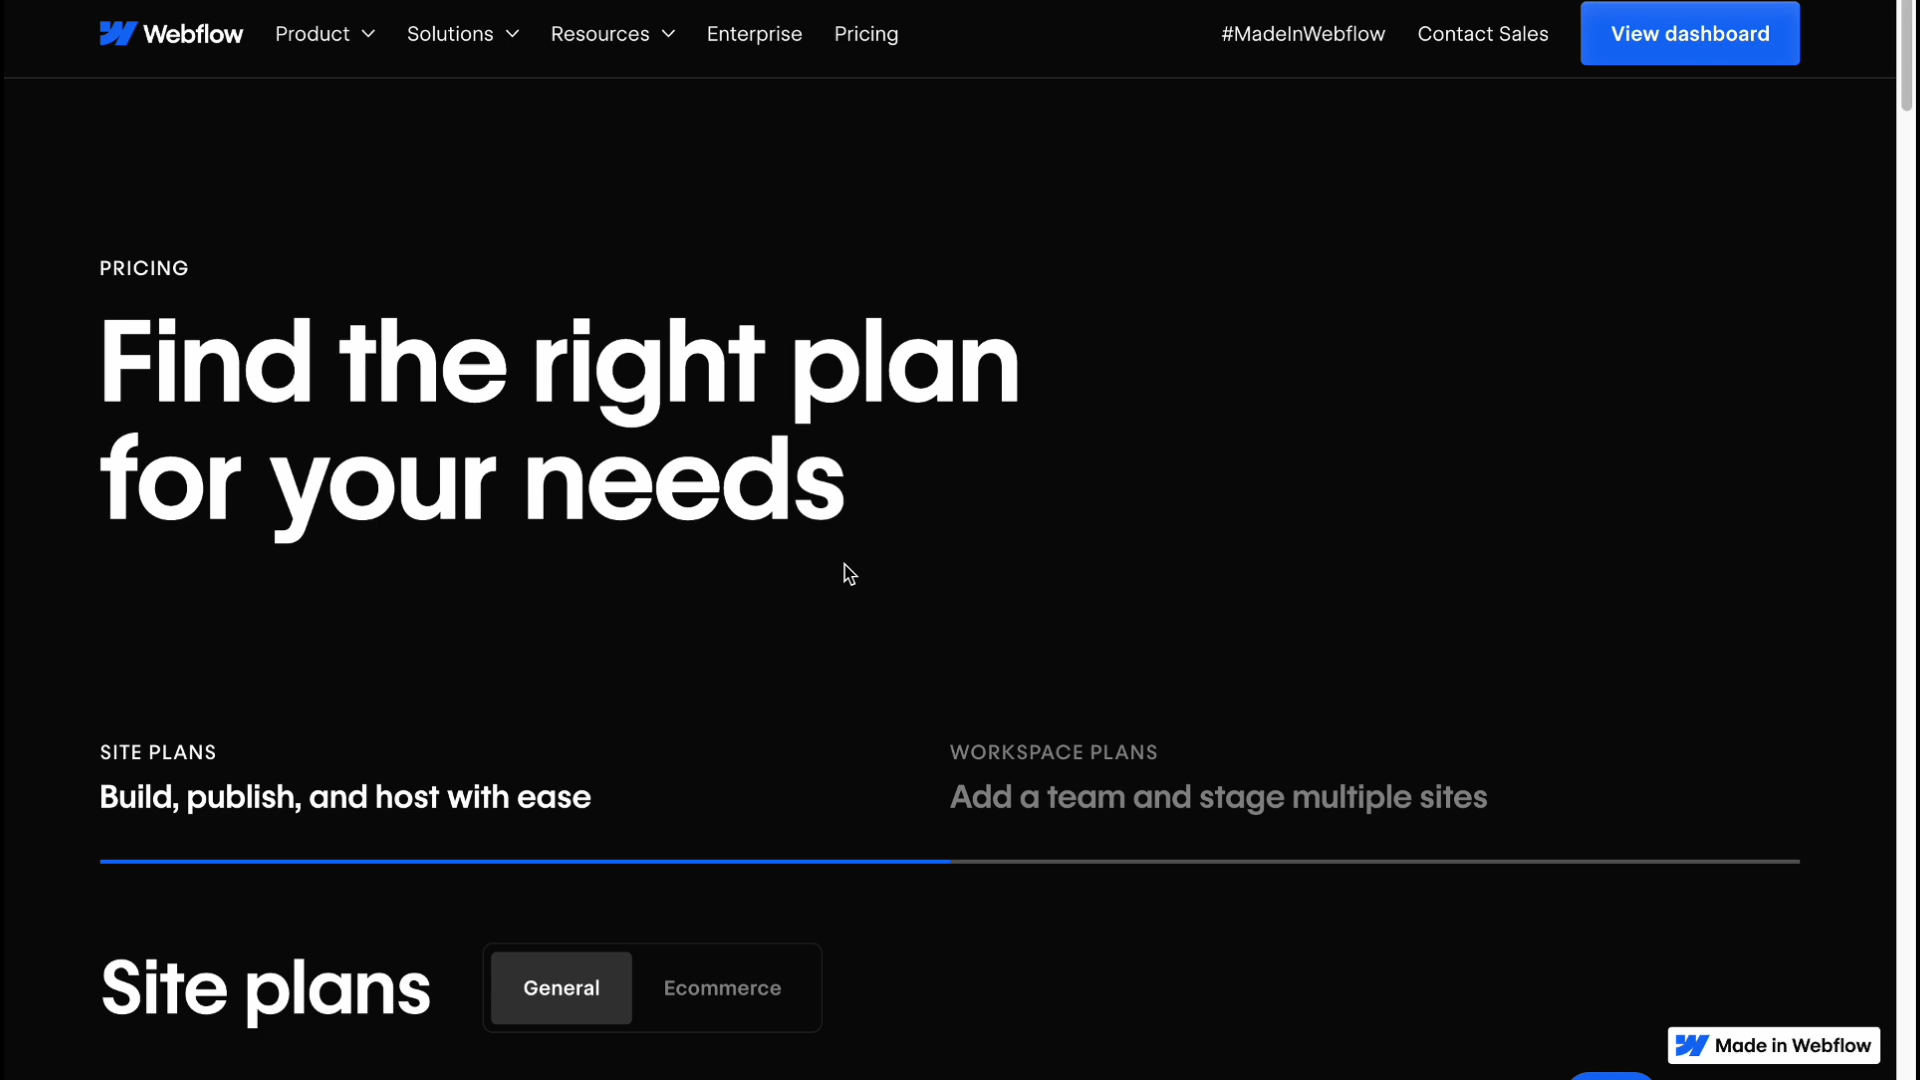 Webflow Product Solutions Resources Enterprise Pricing #MadeInWebflow Contact Sales View dashboard
PRICING
Find the right plan
for your needs
SITE PLANS
Build, publish, and host with ease
WORKSPACE PLANS
Add a team and stage multiple sites
Site plans
General Ecommerce
Made in Webflow